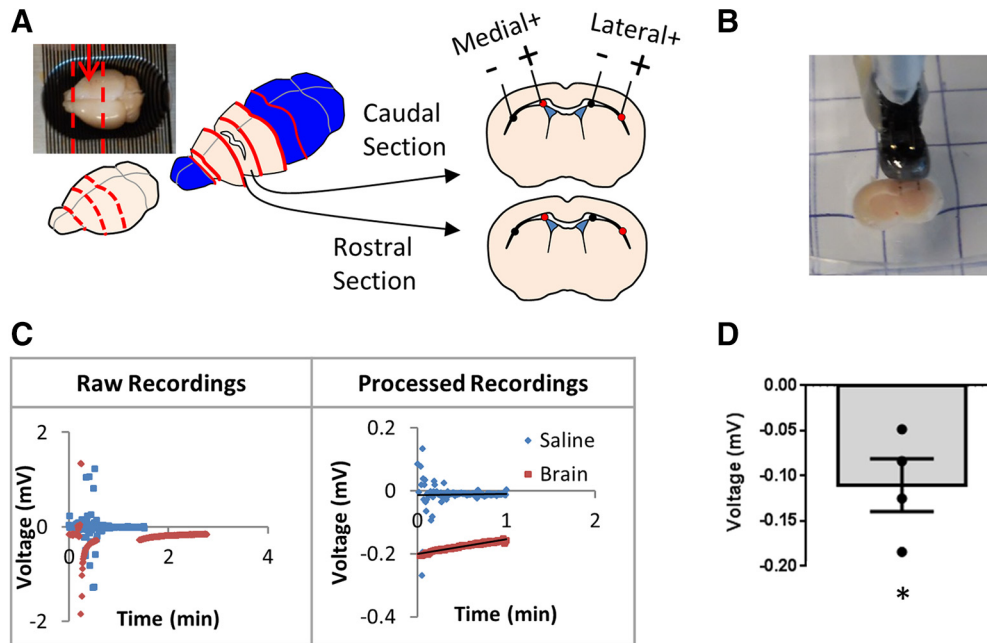 A
B
Medial+
Lateral+
- + - +
Caudal
Section
Rostral
Section
C
D
Raw Recordings
Processed Recordings
2
0
-2
0
2
4
Voltage (mV)
Time (min)
0.2
0
-0.2
-0.4
0
1
2
Saline
Brain
Voltage (mV)
Time (min)
0.00
-0.05
-0.10
-0.15
-0.20
Voltage (mV)
*